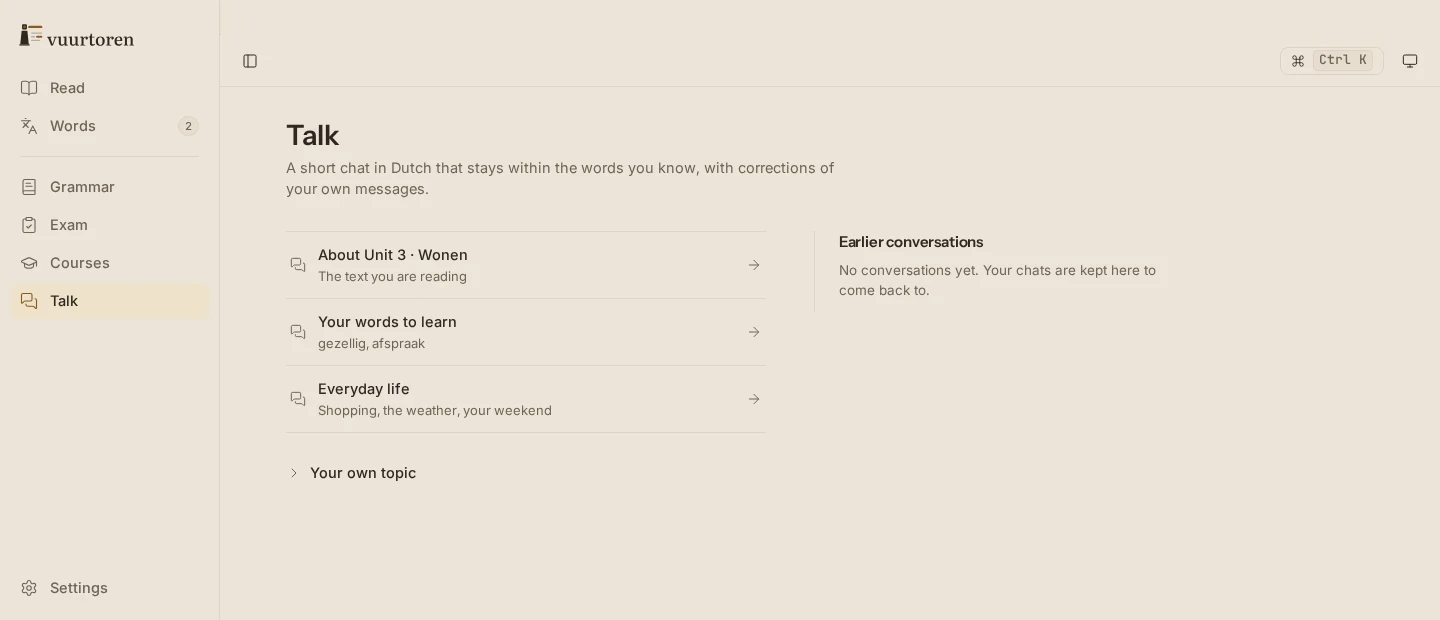 vuurtoren
Read
Words 2
Grammar
Exam
Courses
Talk
Settings
⌘ Ctrl K
Talk
A short chat in Dutch that stays within the words you know, with corrections of
your own messages.
About Unit 3 · Wonen
The text you are reading
Your words to learn
gezellig, afspraak
Everyday life
Shopping, the weather, your weekend
Your own topic
Earlier conversations
No conversations yet. Your chats are kept here to
come back to.